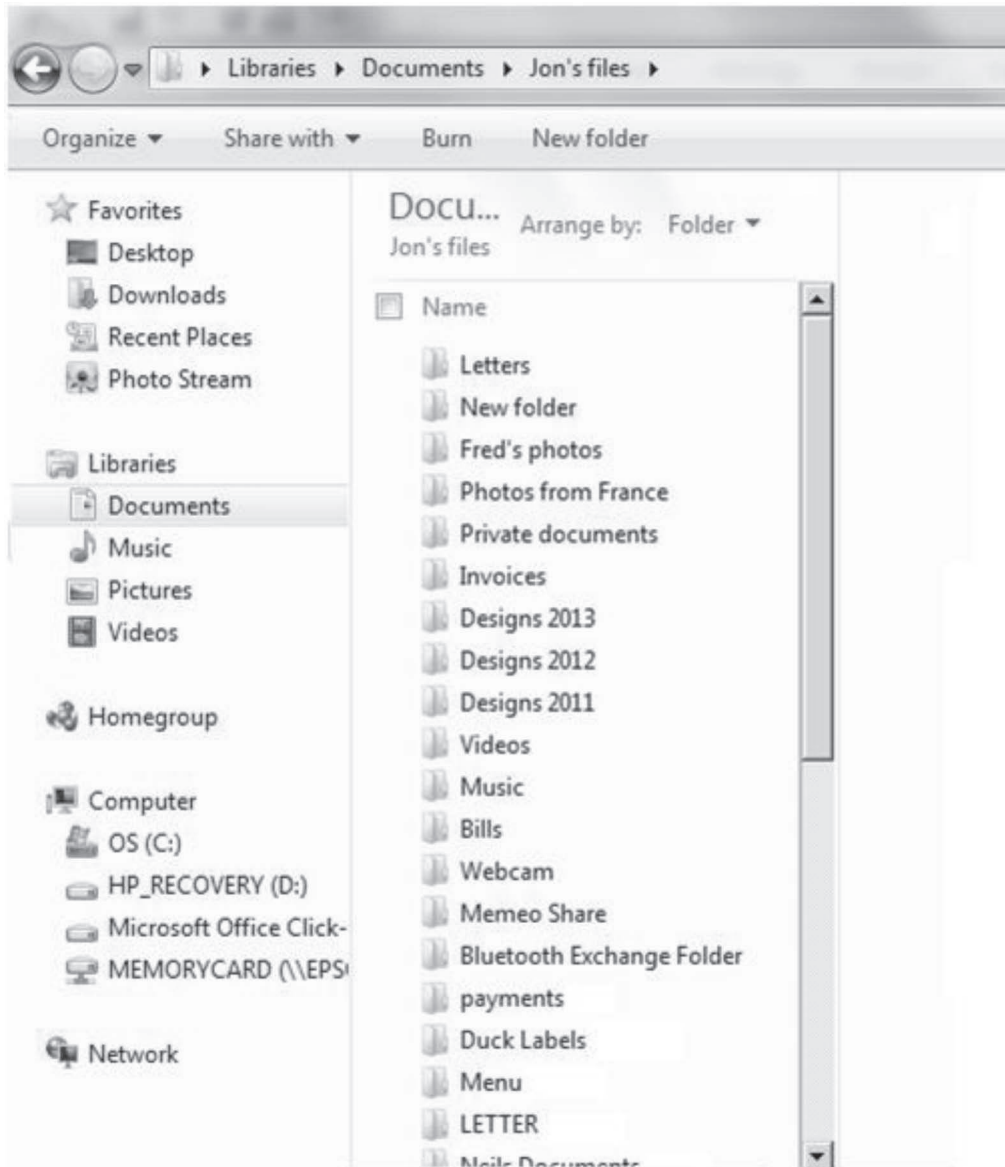 Libraries Documents Jon's files
Organize Share with Burn New folder
Favorites
Desktop
Downloads
Recent Places
Photo Stream
Libraries
Documents
Music
Pictures
Videos
Homegroup
Computer
OS (C:)
HP_RECOVERY (D:)
Microsoft Office Click-
MEMORYCARD (\\EPS
Network
Docu... Arrange by: Folder
Jon's files
Name
Letters
New folder
Fred's photos
Photos from France
Private documents
Invoices
Designs 2013
Designs 2012
Designs 2011
Videos
Music
Bills
Webcam
Memeo Share
Bluetooth Exchange Folder
payments
Duck Labels
Menu
LETTER
Neils Documents